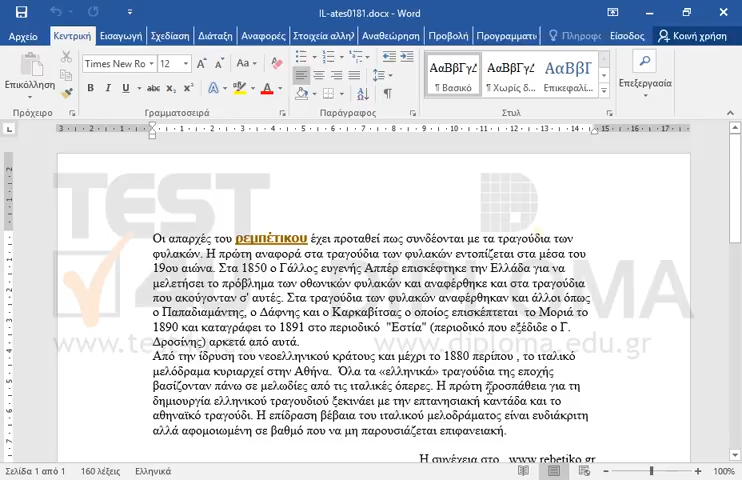 IL-ates0181.docx - Word
Αρχείο Κεντρική Εισαγωγή Σχεδίαση Διάταξη Αναφορές Στοιχεία αλλη Αναθεώρηση Προβολή Προγραμματι Πληροφο Είσοδος Κοινή χρήση
Times New Ro 12
Επικόλληση
ΑαΒβΓγΔ ΑαΒβΓγΔ ΑαΒβΓ
¶ Βασικό ¶ Χωρίς δ... Επικεφαλί...
Επεξεργασία
Πρόχειρο Γραμματοσειρά Παράγραφος Στυλ
TEST 2 DIPLOMA
www.diploma.edu.gr
Οι απαρχές του ρεμπέτικου έχει προταθεί πως συνδέονται με τα τραγούδια των
φυλακών. Η πρώτη αναφορά στα τραγούδια των φυλακών εντοπίζεται στα μέσα του
19ου αιώνα. Στα 1850 ο Γάλλος ευγενής Αππέρ επισκέφτηκε την Ελλάδα για να
μελετήσει το πρόβλημα των οθωνικών φυλακών και αναφέρθηκε και στα τραγούδια
που ακούγονταν σ' αυτές. Στα τραγούδια των φυλακών αναφέρθηκαν και άλλοι όπως
ο Παπαδιαμάντης, ο Δάφνης και ο Καρκαβίτσας ο οποίος επισκέπτεται το Μοριά το
1890 και καταγράφει το 1891 στο περιοδικό "Εστία" (περιοδικό που εξέδιδε ο Γ.
Δροσίνης) αρκετά από αυτά.
Από την ίδρυση του νεοελληνικού κράτους και μέχρι το 1880 περίπου , το ιταλικό
μελόδραμα κυριαρχεί στην Αθήνα. Όλα τα «ελληνικά» τραγούδια της εποχής
βασίζονταν πάνω σε μελωδίες από τις ιταλικές όπερες. Η πρώτη προσπάθεια για τη
δημιουργία ελληνικού τραγουδιού ξεκινάει με την επτανησιακή καντάδα και το
αθηναϊκό τραγούδι. Η επίδραση βέβαια του ιταλικού μελοδράματος είναι ευδιάκριτη
αλλά αφομοιωμένη σε βαθμό που να μη παρουσιάζεται επιφανειακή.
Η συνέχεια στο www.rebetiko.gr
Σελίδα 1 από 1 160 λέξεις Ελληνικά 100%